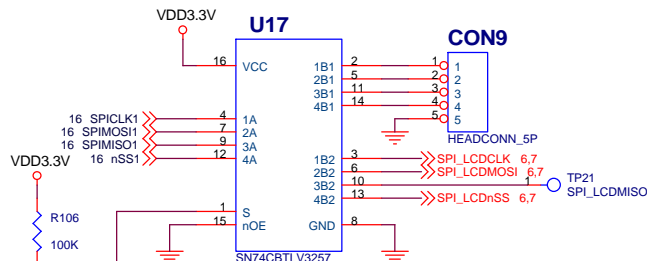 VDD3.3V
U17
CON9
16 VCC 1B1 2 1 1
2B1 5 2 2
3B1 11 3 3
4B1 14 4 4
5 5
HEADCONN_5P
16 SPICLK1 4 1A
16 SPIMOSI1 7 2A
16 SPIMISO1 9 3A
16 nSS1 12 4A
1B2 3 SPI_LCDCLK 6,7
2B2 6 SPI_LCDMOSI 6,7
3B2 10 1 TP21
SPI_LCDMISO
4B2 13 SPI_LCDnSS 6,7
VDD3.3V
R106
100K
1 S
15 nOE GND 8
SN74CBTLV3257